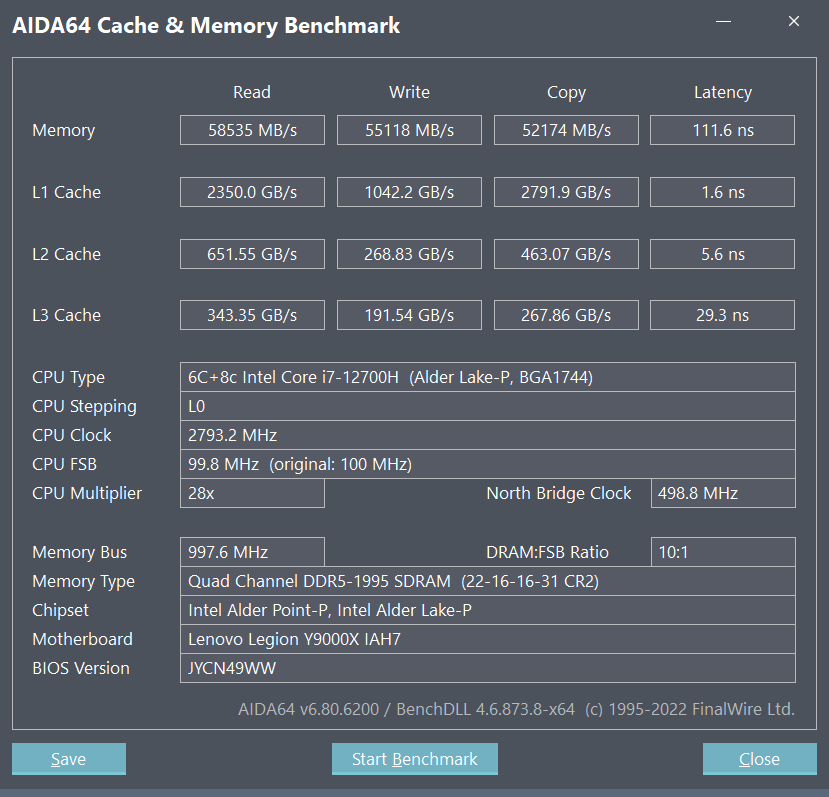 AIDA64 Cache & Memory Benchmark
Read Write Copy Latency
Memory 58535 MB/s 55118 MB/s 52174 MB/s 111.6 ns
L1 Cache 2350.0 GB/s 1042.2 GB/s 2791.9 GB/s 1.6 ns
L2 Cache 651.55 GB/s 268.83 GB/s 463.07 GB/s 5.6 ns
L3 Cache 343.35 GB/s 191.54 GB/s 267.86 GB/s 29.3 ns
CPU Type 6C+8c Intel Core i7-12700H (Alder Lake-P, BGA1744)
CPU Stepping L0
CPU Clock 2793.2 MHz
CPU FSB 99.8 MHz (original: 100 MHz)
CPU Multiplier 28x North Bridge Clock 498.8 MHz
Memory Bus 997.6 MHz DRAM:FSB Ratio 10:1
Memory Type Quad Channel DDR5-1995 SDRAM (22-16-16-31 CR2)
Chipset Intel Alder Point-P, Intel Alder Lake-P
Motherboard Lenovo Legion Y9000X IAH7
BIOS Version JYCN49WW
AIDA64 v6.80.6200 / BenchDLL 4.6.873.8-x64 (c) 1995-2022 FinalWire Ltd.
Save Start Benchmark Close